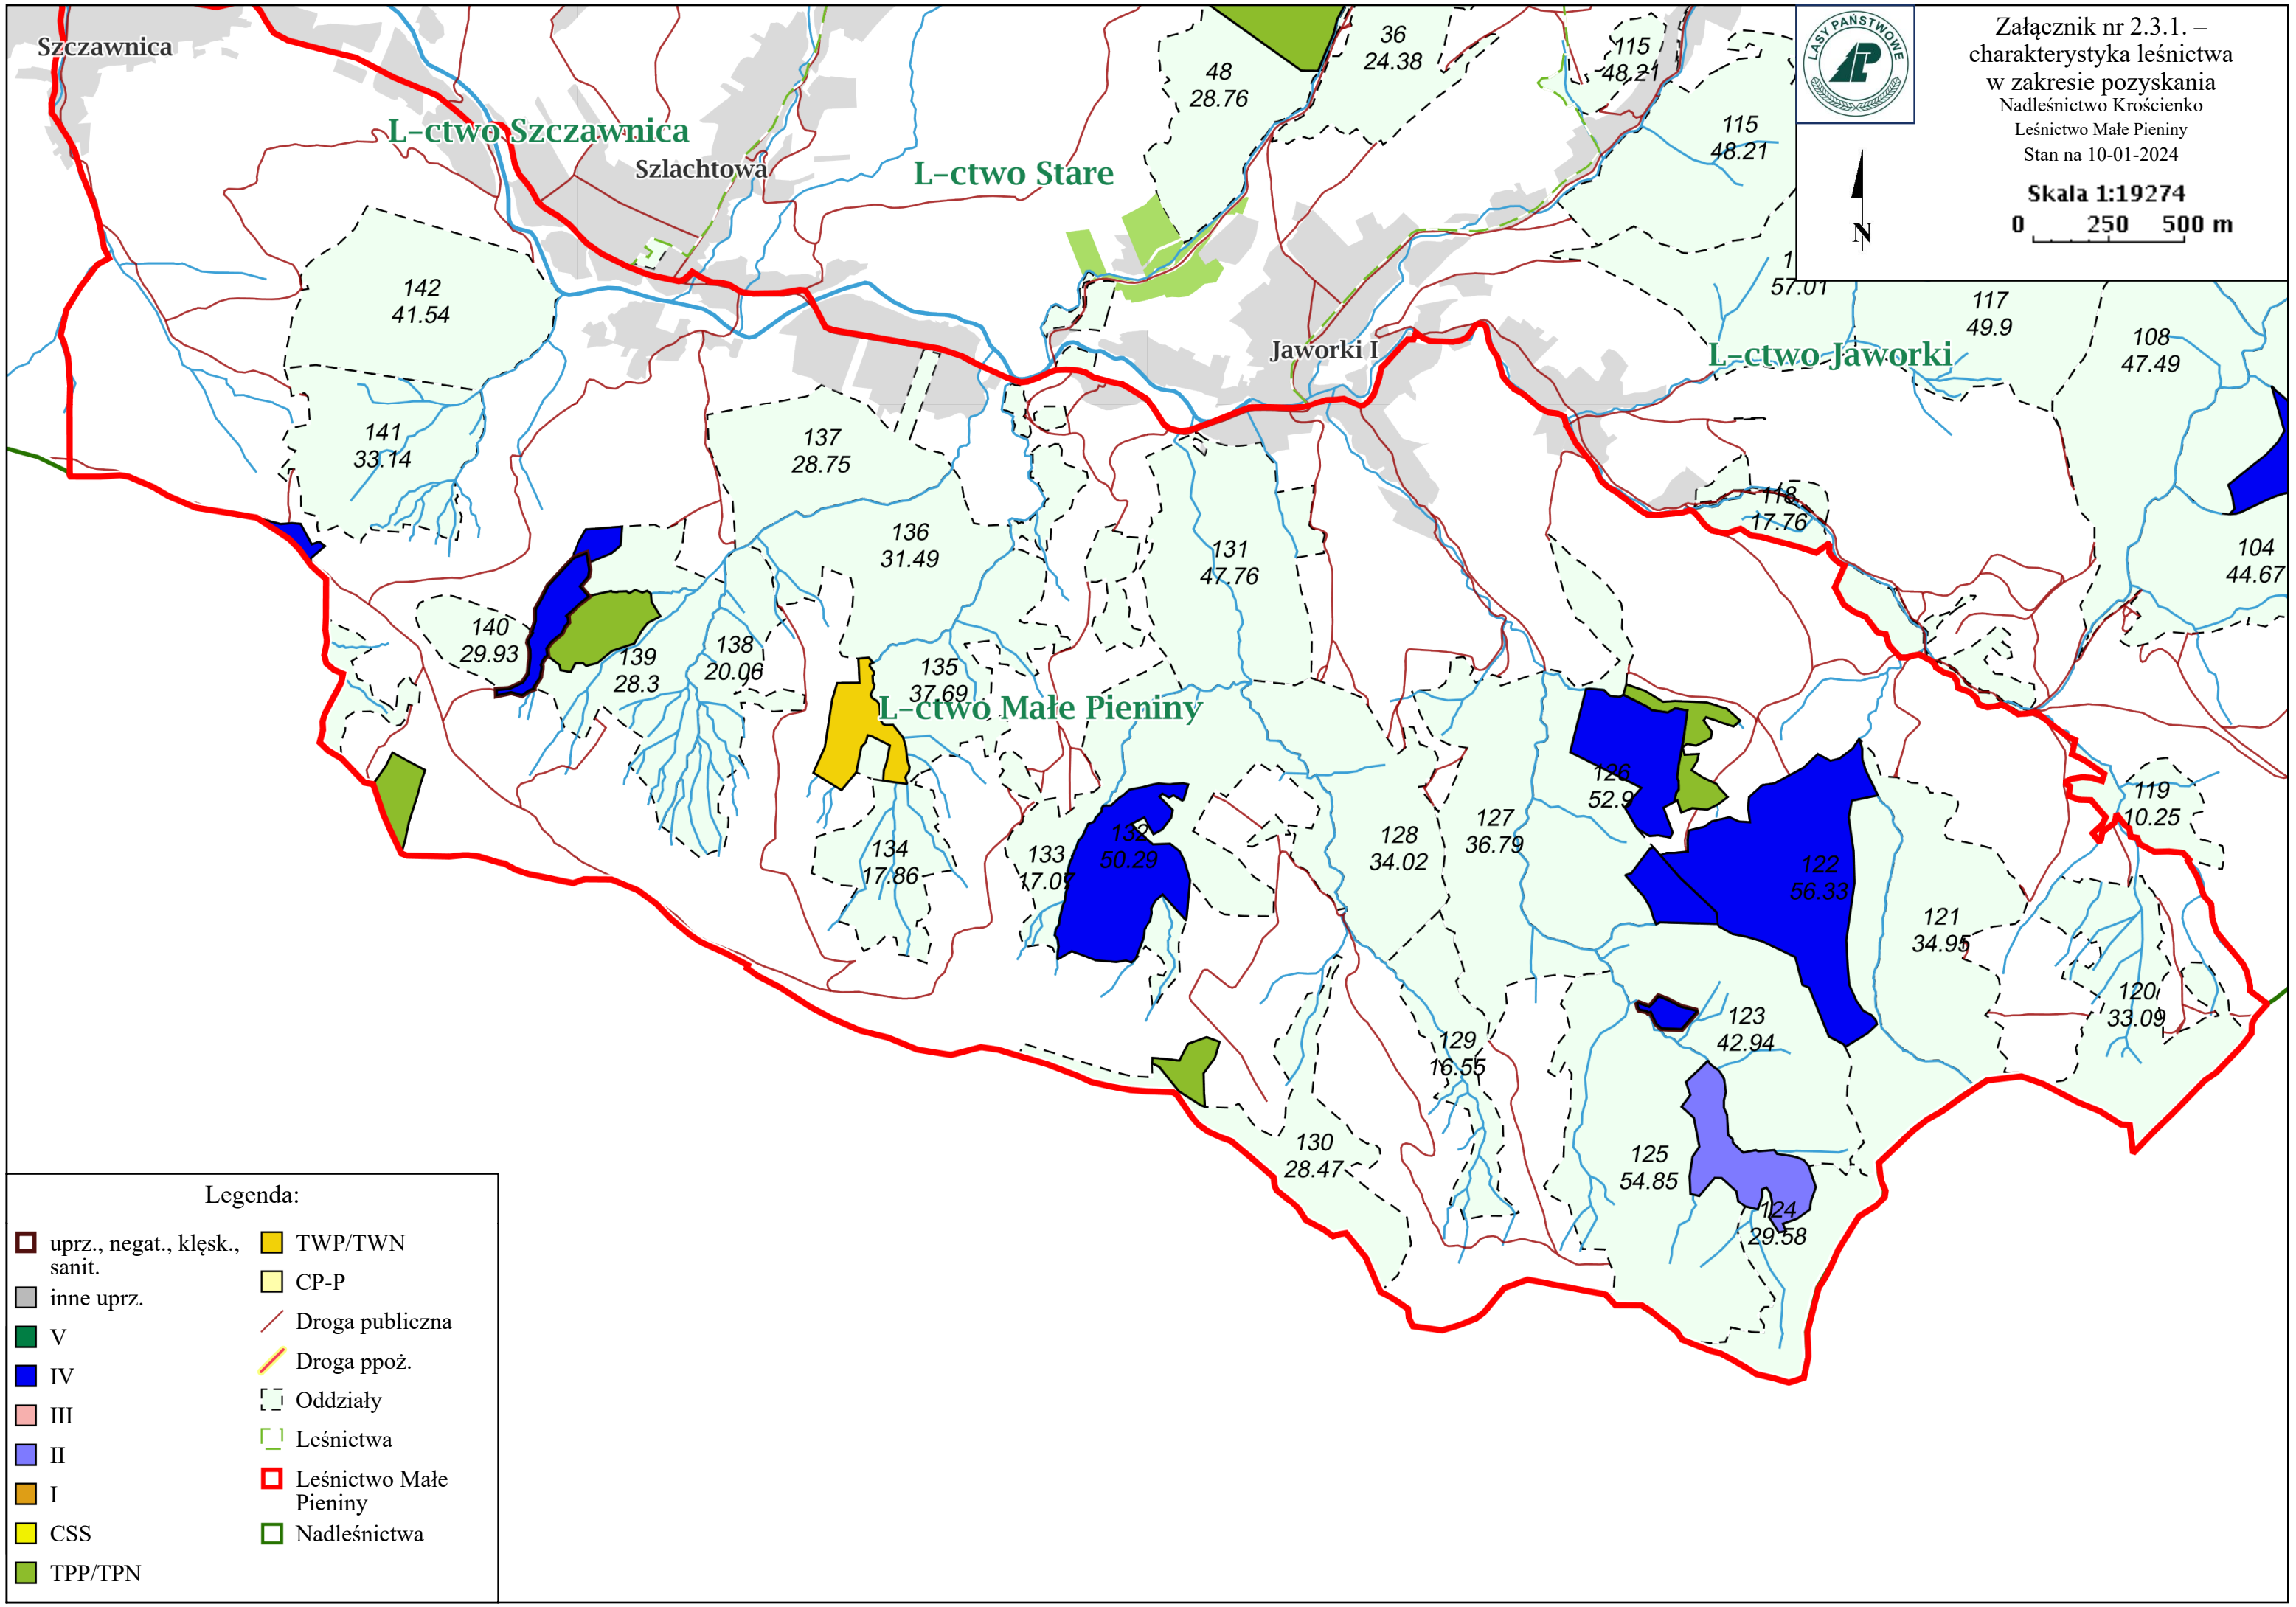 Szczawnica
L-ctwo Szczawnica
Szlachtowa
L-ctwo Stare
48
28.76
36
24.38
115
48.21
115
48.21
LASY PAŃSTWOWE
Załącznik nr 2.3.1. –
charakterystyka leśnictwa
w zakresie pozyskania
Nadleśnictwo Krościenko
Leśnictwo Małe Pieniny
Stan na 10-01-2024
Skala 1:19274
0 250 500 m
N
142
41.54
57.01
117
49.9
108
47.49
Jaworki I
L-ctwo Jaworki
141
33.14
137
28.75
136
31.49
131
47.76
118
17.76
104
44.67
140
29.93
139
28.3
138
20.06
135
37.69
L-ctwo Małe Pieniny
126
52.9
119
10.25
134
17.86
133
17.07
132
50.29
128
34.02
127
36.79
122
56.33
121
34.95
120
33.09
123
42.94
129
16.55
130
28.47
125
54.85
124
29.58
Legenda:
uprz., negat., klęsk.,
sanit.
inne uprz.
V
IV
III
II
I
CSS
TPP/TPN
TWP/TWN
CP-P
Droga publiczna
Droga ppoż.
Oddziały
Leśnictwa
Leśnictwo Małe
Pieniny
Nadleśnictwa